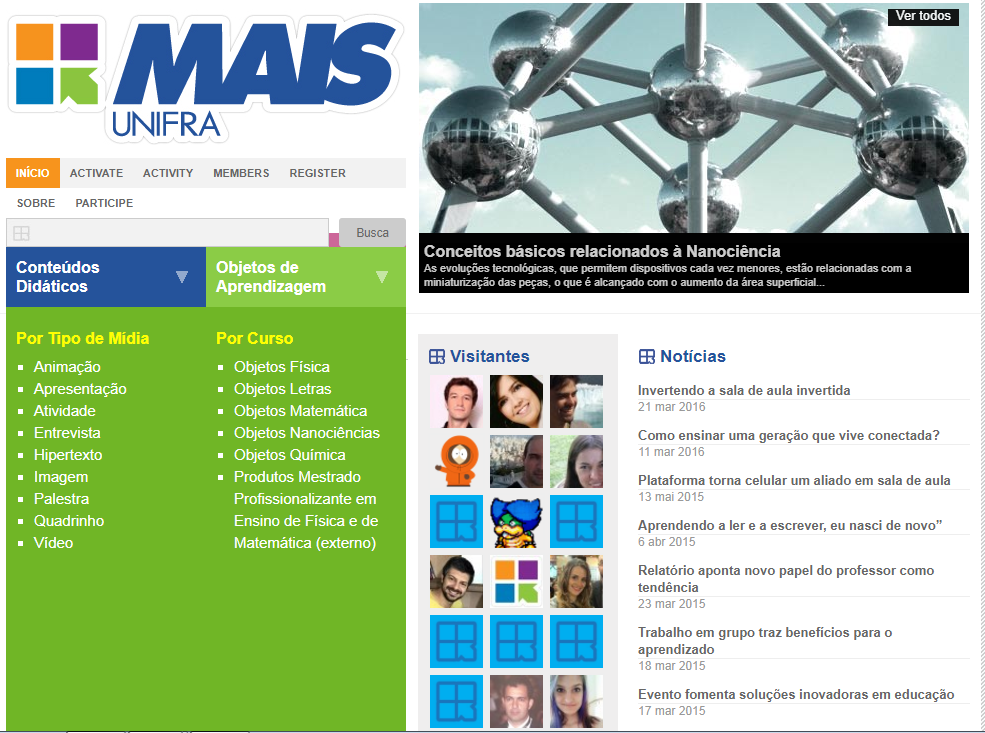 MAIS
UNIFRA
INÍCIO ACTIVATE ACTIVITY MEMBERS REGISTER
SOBRE PARTICIPE
Busca
Conteúdos
Didáticos
Objetos de
Aprendizagem
Por Tipo de Mídia
Animação
Apresentação
Atividade
Entrevista
Hipertexto
Imagem
Palestra
Quadrinho
Vídeo
Por Curso
Objetos Física
Objetos Letras
Objetos Matemática
Objetos Nanociências
Objetos Química
Produtos Mestrado
Profissionalizante em
Ensino de Física e de
Matemática (externo)
Ver todos
Conceitos básicos relacionados à Nanociência
As evoluções tecnológicas, que permitem dispositivos cada vez menores, estão relacionadas com a
miniaturização das peças, o que é alcançado com o aumento da área superficial...
Visitantes
Notícias
Invertendo a sala de aula invertida
21 mar 2016
Como ensinar uma geração que vive conectada?
11 mar 2016
Plataforma torna celular um aliado em sala de aula
13 mai 2015
Aprendendo a ler e a escrever, eu nasci de novo”
6 abr 2015
Relatório aponta novo papel do professor como
tendência
23 mar 2015
Trabalho em grupo traz benefícios para o
aprendizado
18 mar 2015
Evento fomenta soluções inovadoras em educação
17 mar 2015